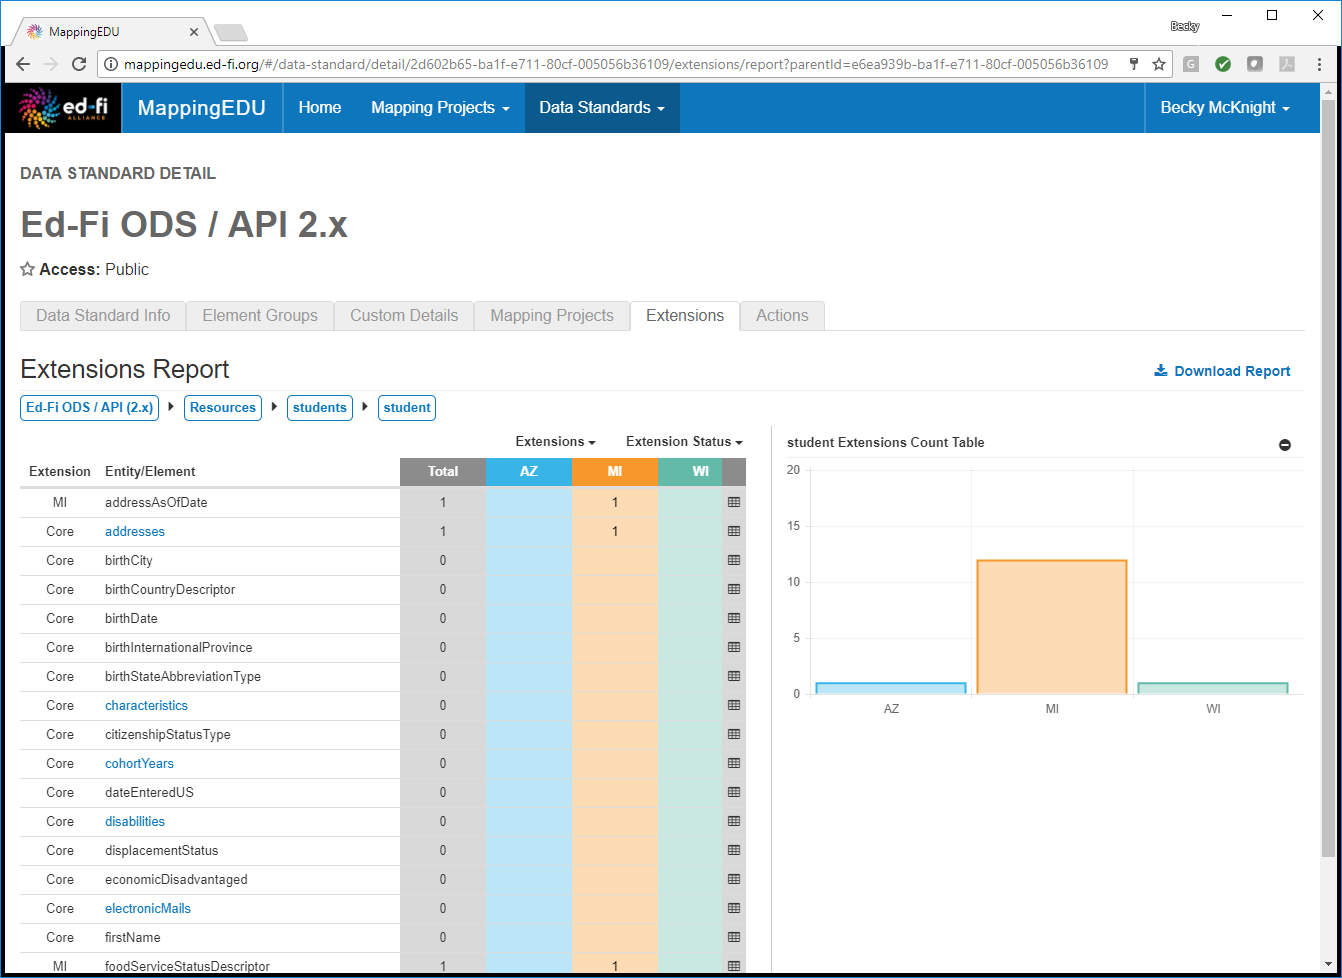 MappingEDU
Becky
mappingedu.ed-fi.org/#/data-standard/detail/2d602b65-ba1f-e711-80cf-005056b36109/extensions/report?parentId=e6ea939b-ba1f-e711-80cf-005056b36109
G
ed-fi
ALLIANCE
MappingEDU Home Mapping Projects Data Standards Becky McKnight
DATA STANDARD DETAIL
Ed-Fi ODS / API 2.x
Access: Public
Data Standard Info Element Groups Custom Details Mapping Projects Extensions Actions
Extensions Report
Download Report
Ed-Fi ODS / API (2.x) Resources students student
Extensions Extension Status
Extension Entity/Element Total AZ MI WI
MI addressAsOfDate 1 1
Core addresses 1 1
Core birthCity 0
Core birthCountryDescriptor 0
Core birthDate 0
Core birthInternationalProvince 0
Core birthStateAbbreviationType 0
Core characteristics 0
Core citizenshipStatusType 0
Core cohortYears 0
Core dateEnteredUS 0
Core disabilities 0
Core displacementStatus 0
Core economicDisadvantaged 0
Core electronicMails 0
Core firstName 0
MI foodServiceStatusDescriptor 1 1
student Extensions Count Table
20
15
10
5
0
AZ MI WI